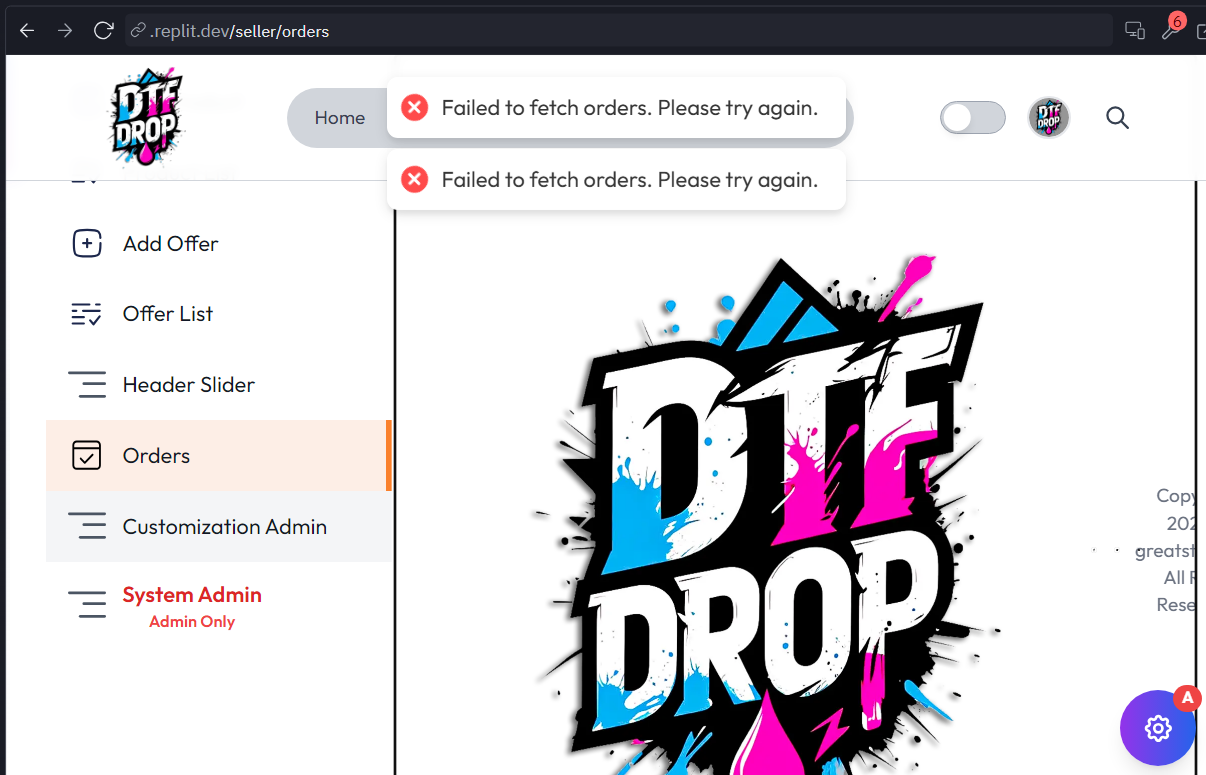 .replit.dev/seller/orders
6
DTF
DROP
Home
Failed to fetch orders. Please try again.
DTF
DROP
Failed to fetch orders. Please try again.
Add Offer
Offer List
Header Slider
Orders
Customization Admin
System Admin
Admin Only
DTF
DROP
Copy
202
greatst
All R
Rese
A